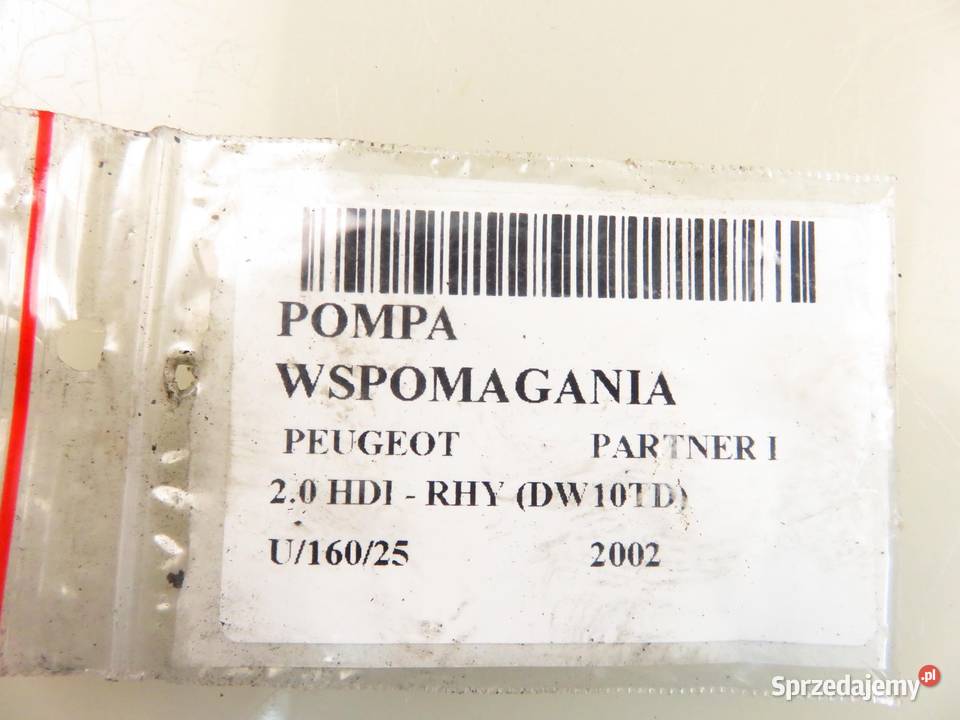 POMPA
WSPOMAGANIA
PEUGEOT PARTNER I
2.0 HDI - RHY (DW10TD)
U/160/25 2002
Sprzedajemy.pl